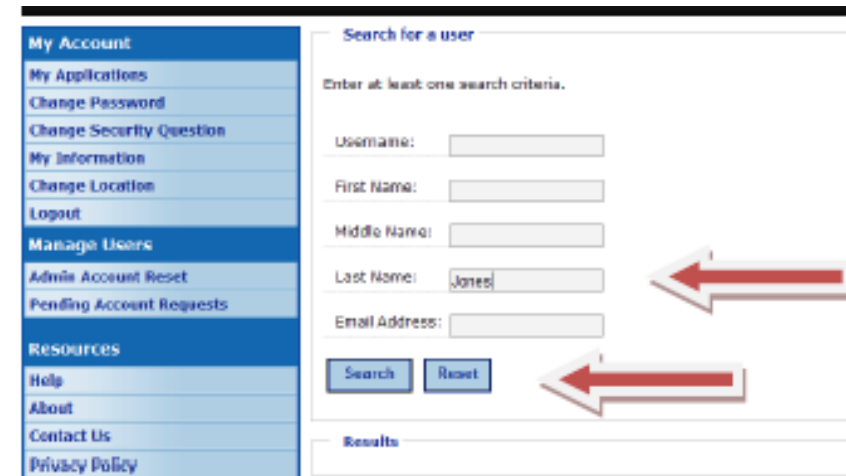 My Account
My Applications
Change Password
Change Security Question
My Information
Change Location
Logout
Manage Users
Admin Account Reset
Pending Account Requests
Resources
Help
About
Contact Us
Privacy Policy
Search for a user
Enter at least one search criteria.
Username:
First Name:
Middle Name:
Last Name: Jones
Email Address:
Search Reset
Results